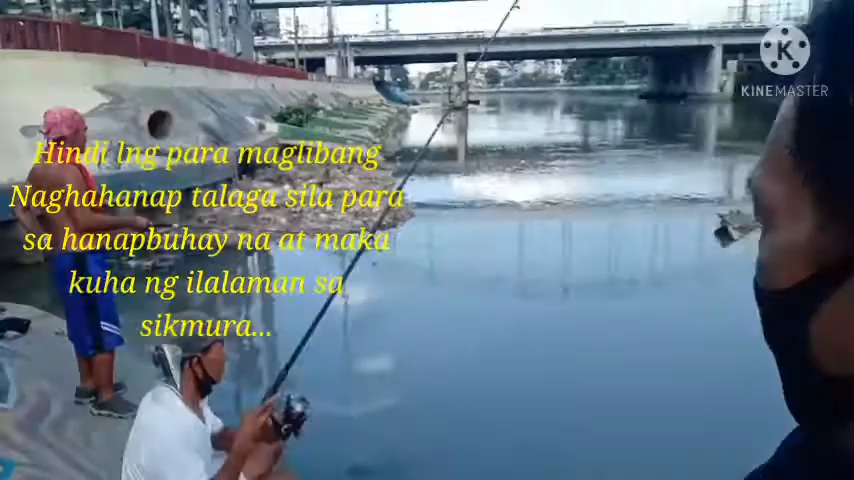 KINEMASTER
Hindi lng para maglibang
Naghahanap talaga sila para
sa hanapbuhay na at maka
kuha ng ilalaman sa
sikmura...